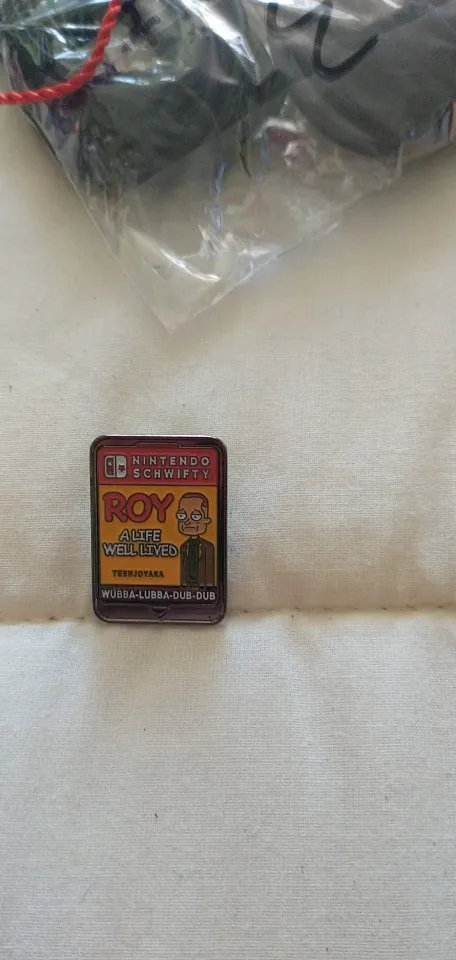 NINTENDO
SCHWIFTY
ROY
A LIFE
WELL LIVED
TEENJOYAKA
WUBBA-LUBBA-DUB-DUB